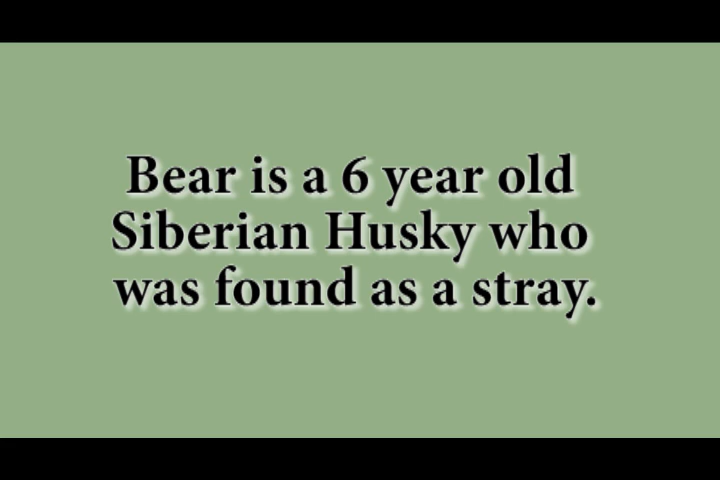 Bear is a 6 year old
Siberian Husky who
was found as a stray.